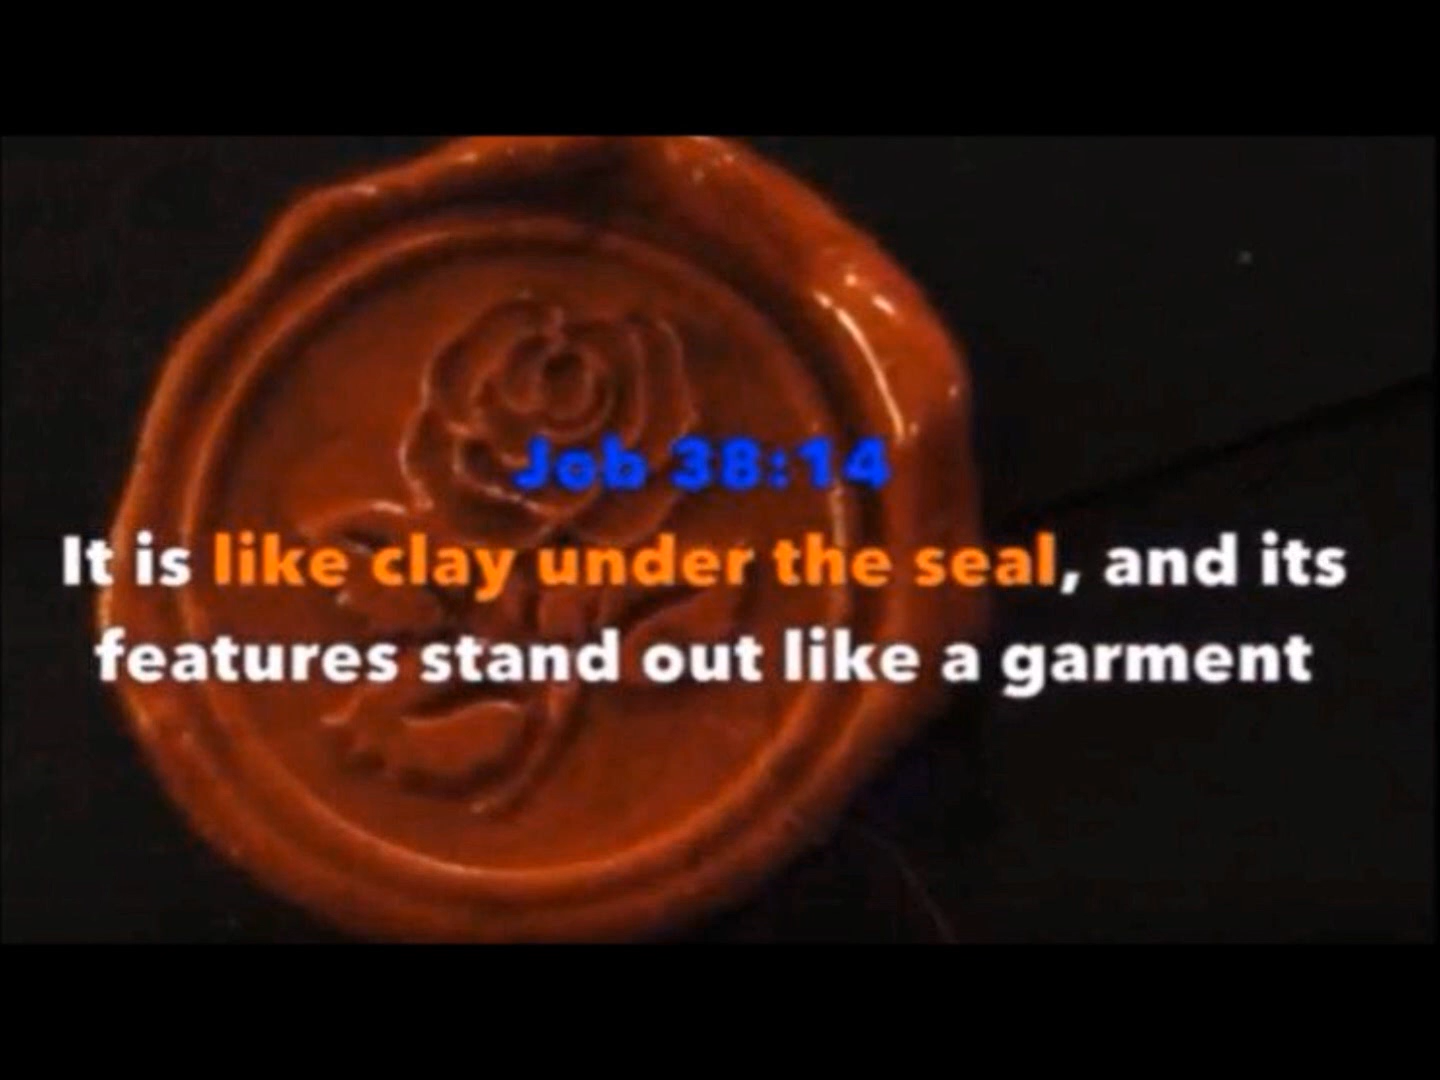 Job 38:14
It is like clay under the seal, and its
features stand out like a garment